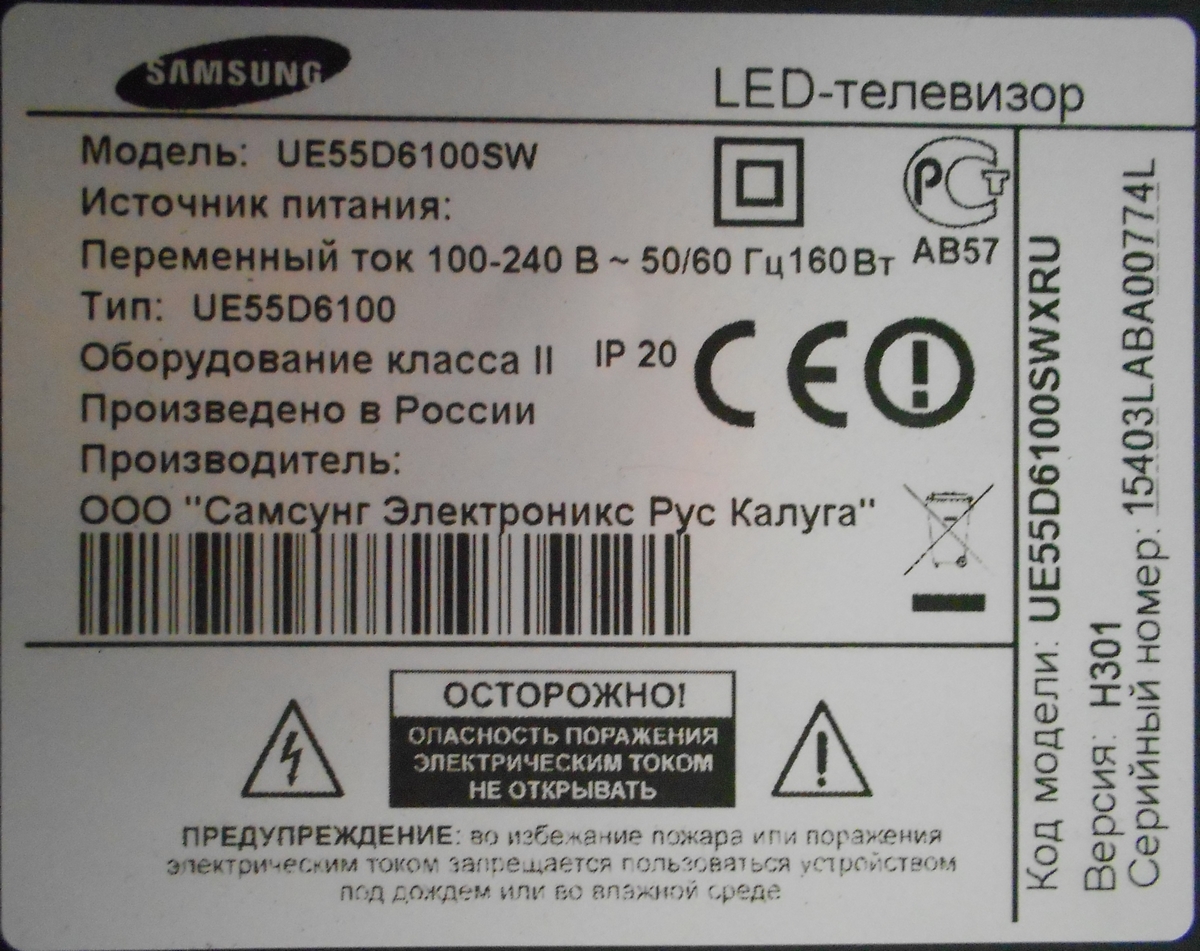 SAMSUNG
LED-телевизор
Модель: UE55D6100SW
Источник питания:
Переменный ток 100-240 В ~ 50/60 Гц 160 Вт
Тип: UE55D6100
Оборудование класса II IP 20
Произведено в России
Производитель:
ООО "Самсунг Электроникс Рус Калуга"
РСТ
АВ57
CE
ОСТОРОЖНО!
ОПАСНОСТЬ ПОРАЖЕНИЯ
ЭЛЕКТРИЧЕСКИМ ТОКОМ
НЕ ОТКРЫВАТЬ
ПРЕДУПРЕЖДЕНИЕ: во избежание пожара или поражения
электрическим током запрещается пользоваться устройством
под дождем или во влажной среде
Код модели: UE55D6100SWXRU
Версия: H301
Серийный номер: 15403LABA00774L